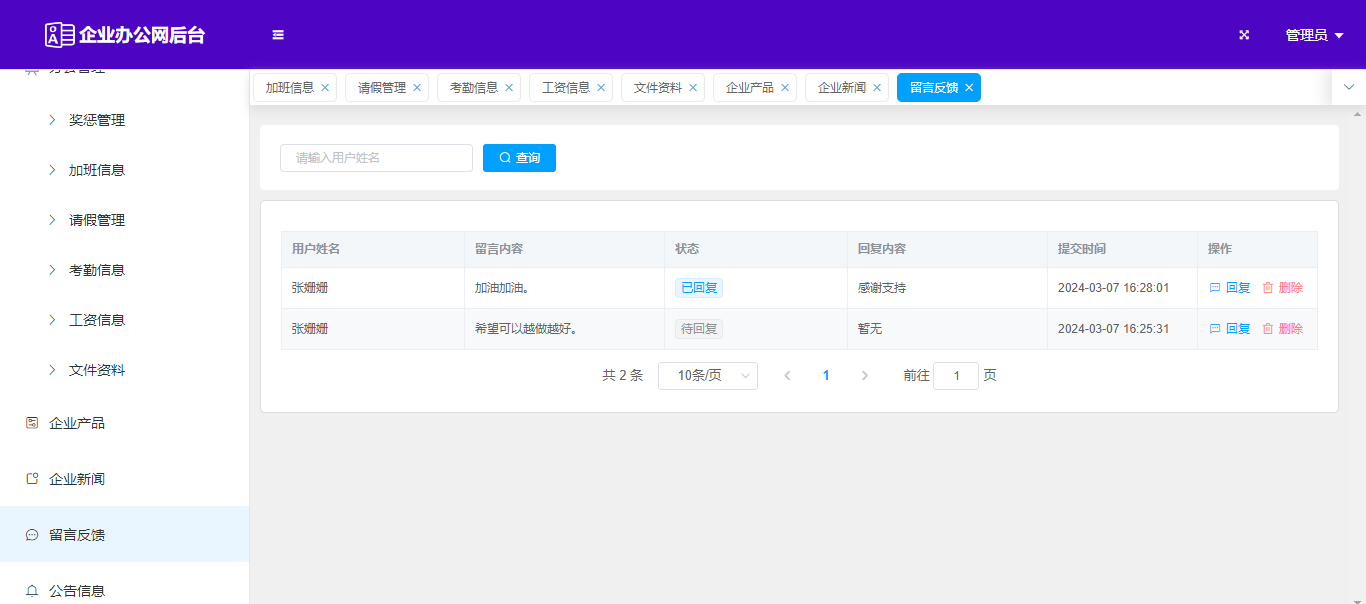 企业办公网后台
管理员
办公管理
奖惩管理
加班信息
请假管理
考勤信息
工资信息
文件资料
企业产品
企业新闻
留言反馈
公告信息
加班信息 请假管理 考勤信息 工资信息 文件资料 企业产品 企业新闻 留言反馈
请输入用户姓名 查询
用户姓名 留言内容 状态 回复内容 提交时间 操作
张姗姗 加油加油。 已回复 感谢支持 2024-03-07 16:28:01 回复 删除
张姗姗 希望可以越做越好。 待回复 暂无 2024-03-07 16:25:31 回复 删除
共 2 条 10条/页 1 前往 1 页